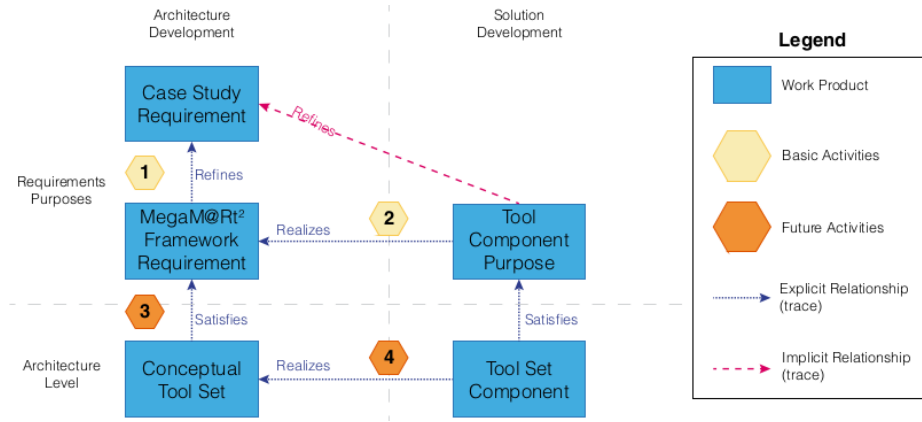 Architecture
Development
Solution
Development
Legend
Case Study
Requirement
Refines
Work Product
1
Refines
Basic Activities
Requirements
Purposes
MegaM@Rt²
Framework
Requirement
Realizes
2
Tool
Component
Purpose
Future Activities
3
Satisfies
Satisfies
Explicit Relationship
(trace)
Architecture
Level
Conceptual
Tool Set
Realizes
4
Tool Set
Component
Implicit Relationship
(trace)